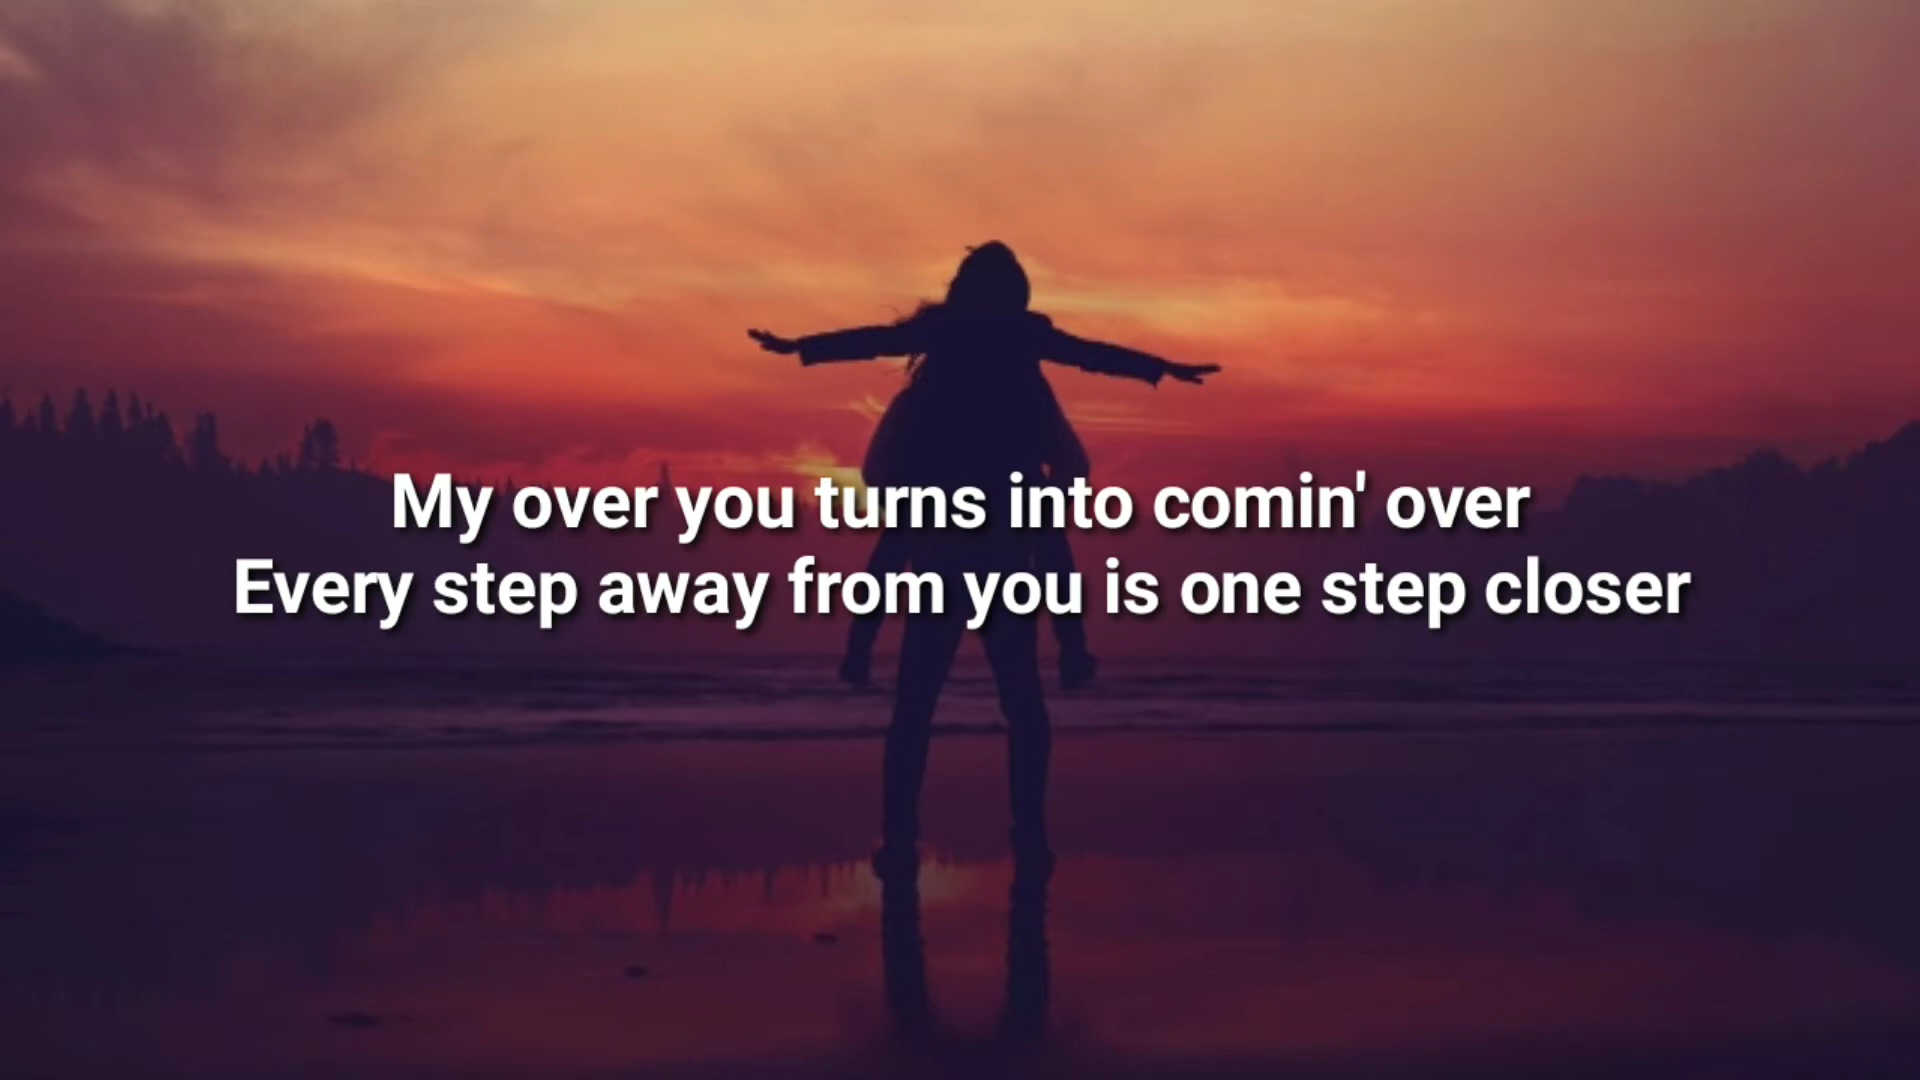 My over you turns into comin' over
Every step away from you is one step closer